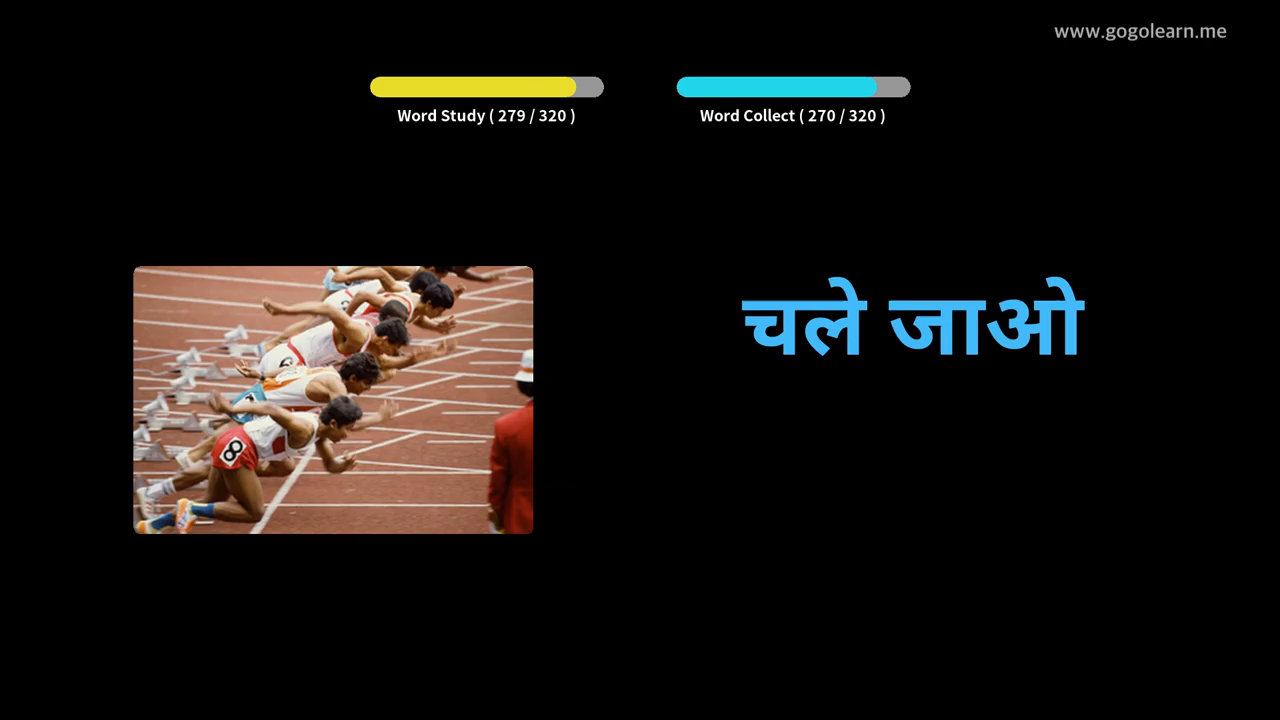 www.gogolearn.me
Word Study ( 279 / 320 )
Word Collect ( 270 / 320 )
चले जाओ
8